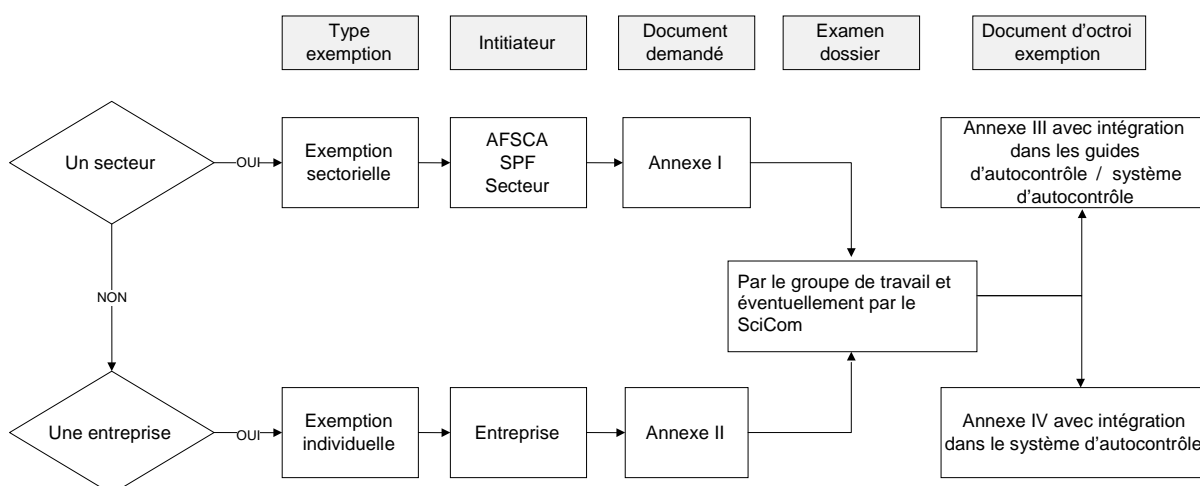 Type
exemption
Intitiateur
Document
demandé
Examen
dossier
Document d'octroi
exemption
Un secteur
OUI
Exemption
sectorielle
AFSCA
SPF
Secteur
Annexe I
Annexe III avec intégration
dans les guides
d'autocontrôle / système
d'autocontrôle
NON
Par le groupe de travail et
éventuellement par le
SciCom
Une entreprise
OUI
Exemption
individuelle
Entreprise
Annexe II
Annexe IV avec intégration
dans le système d'autocontrôle